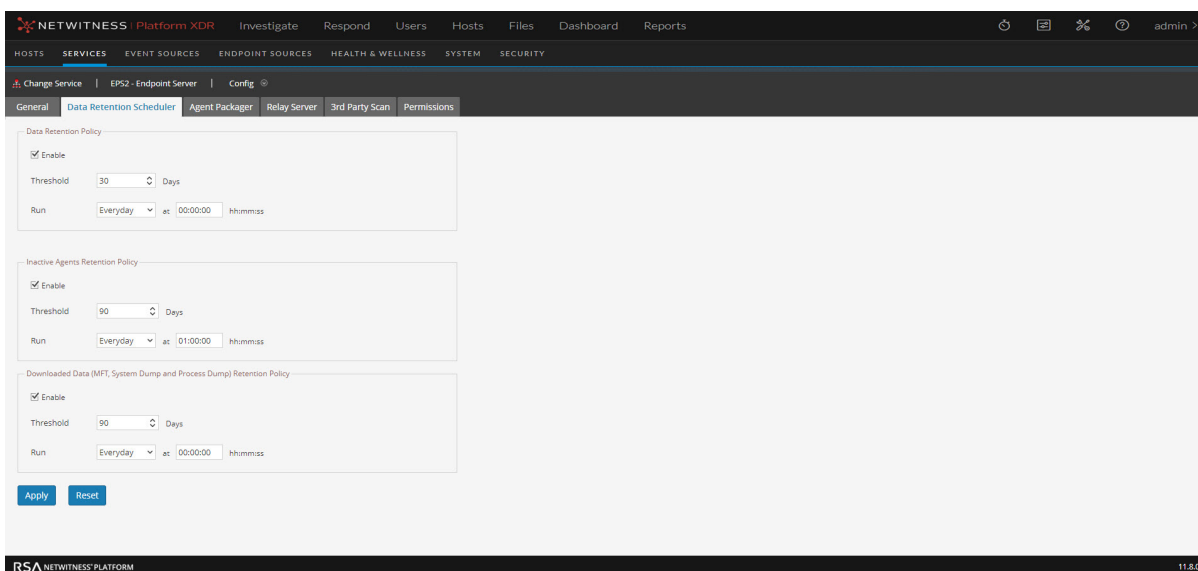 NETWITNESS Platform XDR Investigate Respond Users Hosts Files Dashboard Reports admin >
HOSTS SERVICES EVENT SOURCES ENDPOINT SOURCES HEALTH & WELLNESS SYSTEM SECURITY
Change Service | EPS2 - Endpoint Server | Config
General Data Retention Scheduler Agent Packager Relay Server 3rd Party Scan Permissions
Data Retention Policy
Enable
Threshold 30 Days
Run Everyday at 00:00:00 hh:mm:ss
Inactive Agents Retention Policy
Enable
Threshold 90 Days
Run Everyday at 01:00:00 hh:mm:ss
Downloaded Data (MFT, System Dump and Process Dump) Retention Policy
Enable
Threshold 90 Days
Run Everyday at 00:00:00 hh:mm:ss
Apply Reset
RSA NETWITNESS® PLATFORM 11.8.0